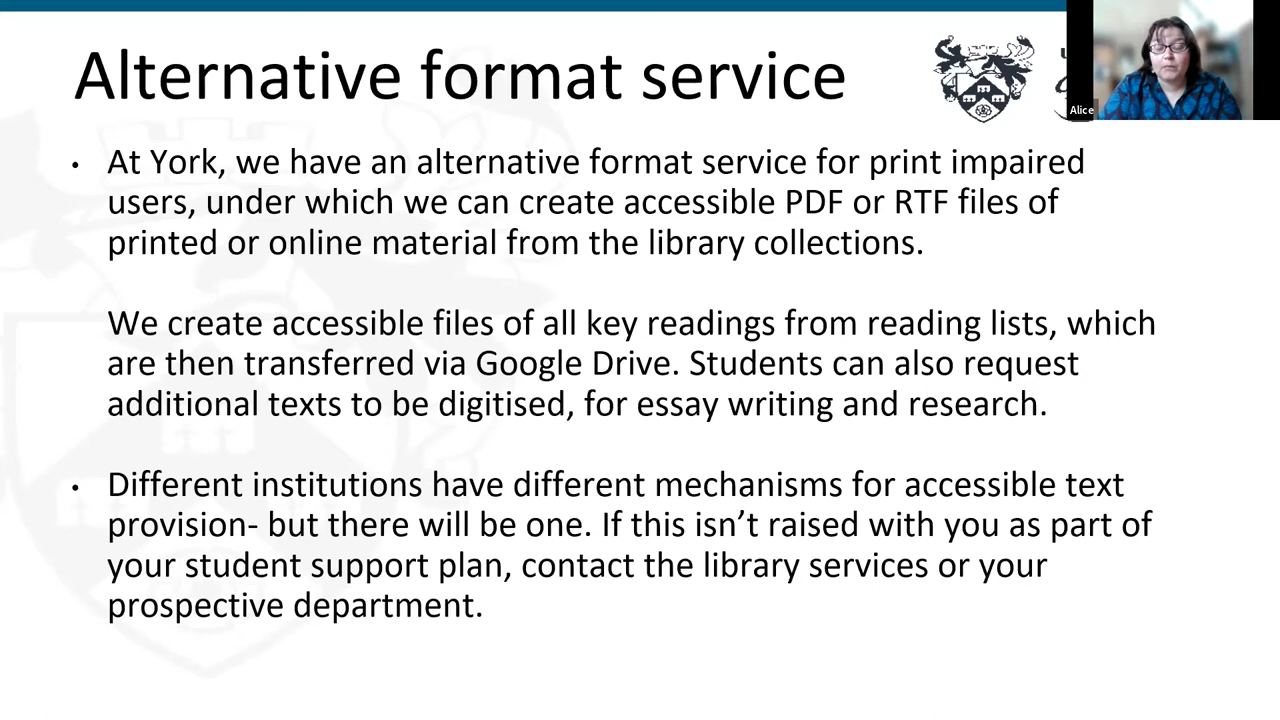 Alternative format service
Alice
• At York, we have an alternative format service for print impaired
users, under which we can create accessible PDF or RTF files of
printed or online material from the library collections.
We create accessible files of all key readings from reading lists, which
are then transferred via Google Drive. Students can also request
additional texts to be digitised, for essay writing and research.
• Different institutions have different mechanisms for accessible text
provision- but there will be one. If this isn’t raised with you as part of
your student support plan, contact the library services or your
prospective department.